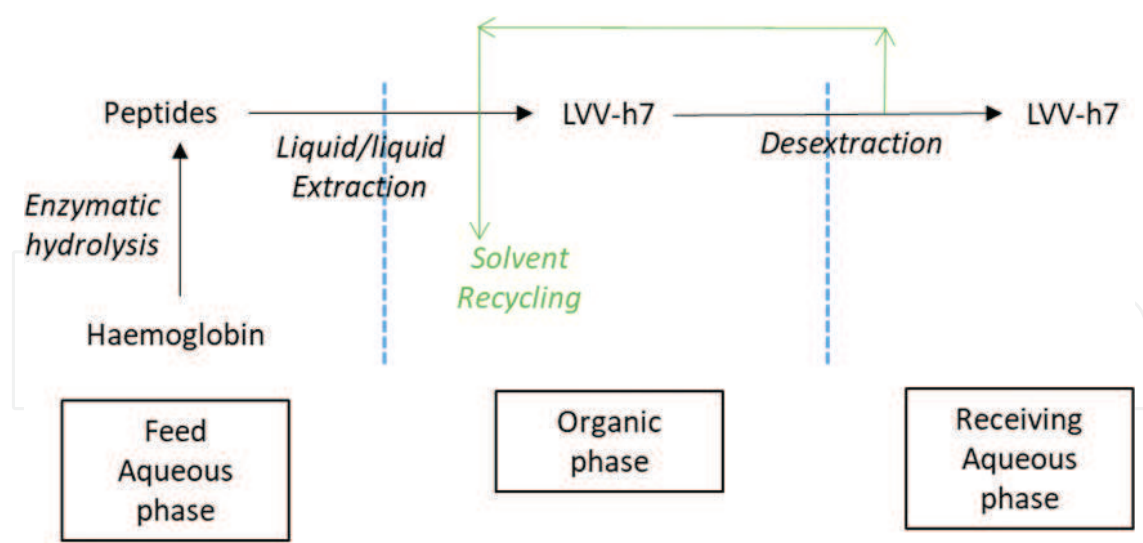 Peptides
LVV-h7
LVV-h7
Liquid/liquid
Extraction
Desextraction
Enzymatic
hydrolysis
Solvent
Recycling
Haemoglobin
Feed
Aqueous
phase
Organic
phase
Receiving
Aqueous
phase